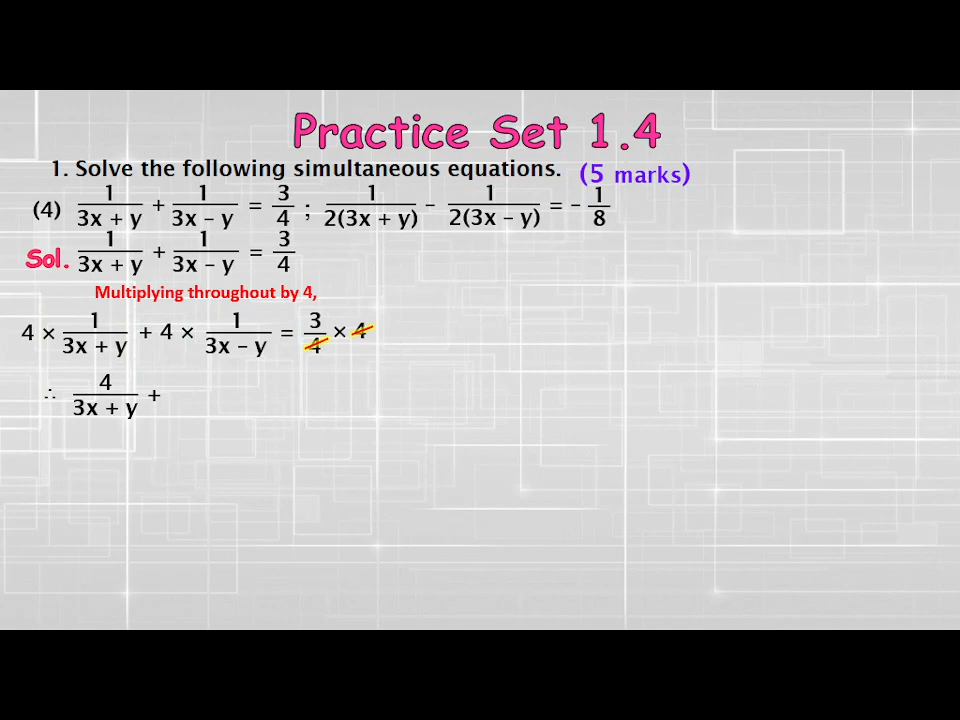 Practice Set 1.4
1. Solve the following simultaneous equations. (5 marks)
(4) 1/(3x + y) + 1/(3x – y) = 3/4 ; 1/2(3x + y) – 1/2(3x – y) = – 1/8
Sol. 1/(3x + y) + 1/(3x – y) = 3/4
Multiplying throughout by 4,
4 × 1/(3x + y) + 4 × 1/(3x – y) = 3/4 × 4
∴ 4/(3x + y) +